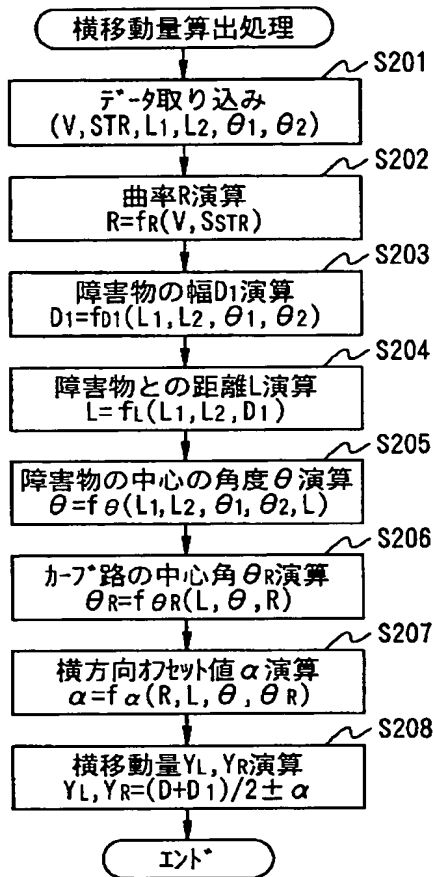 横移動量算出処理
S201
データ取り込み
(V,STR,L1,L2,θ1,θ2)
S202
曲率R演算
R=fR(V,SSTR)
S203
障害物の幅D1演算
D1=fD1(L1,L2,θ1,θ2)
S204
障害物との距離L演算
L=fL(L1,L2,D1)
S205
障害物の中心の角度θ演算
θ=fθ(L1,L2,θ1,θ2,L)
S206
カーブ路の中心角θR演算
θR=fθR(L,θ,R)
S207
横方向オフセット値α演算
α=fα(R,L,θ,θR)
S208
横移動量YL,YR演算
YL,YR=(D+D1)/2±α
エンド